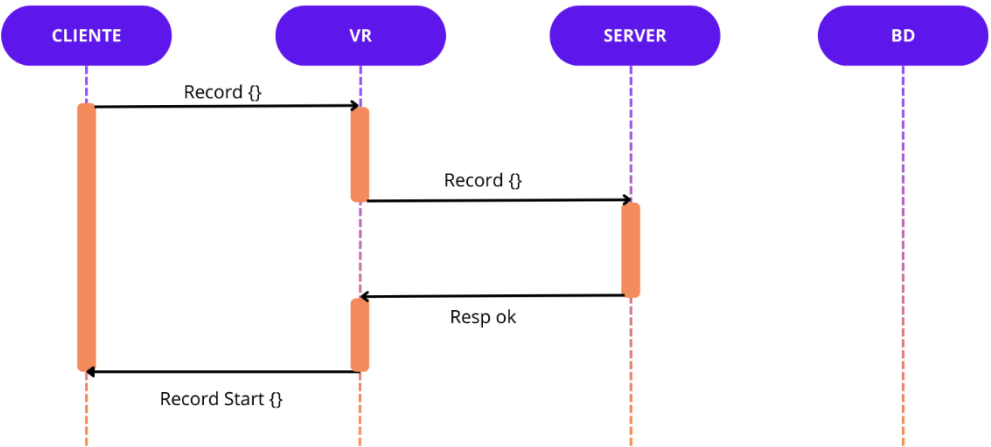 CLIENTE
VR
SERVER
BD
Record {}
Record {}
Resp ok
Record Start {}